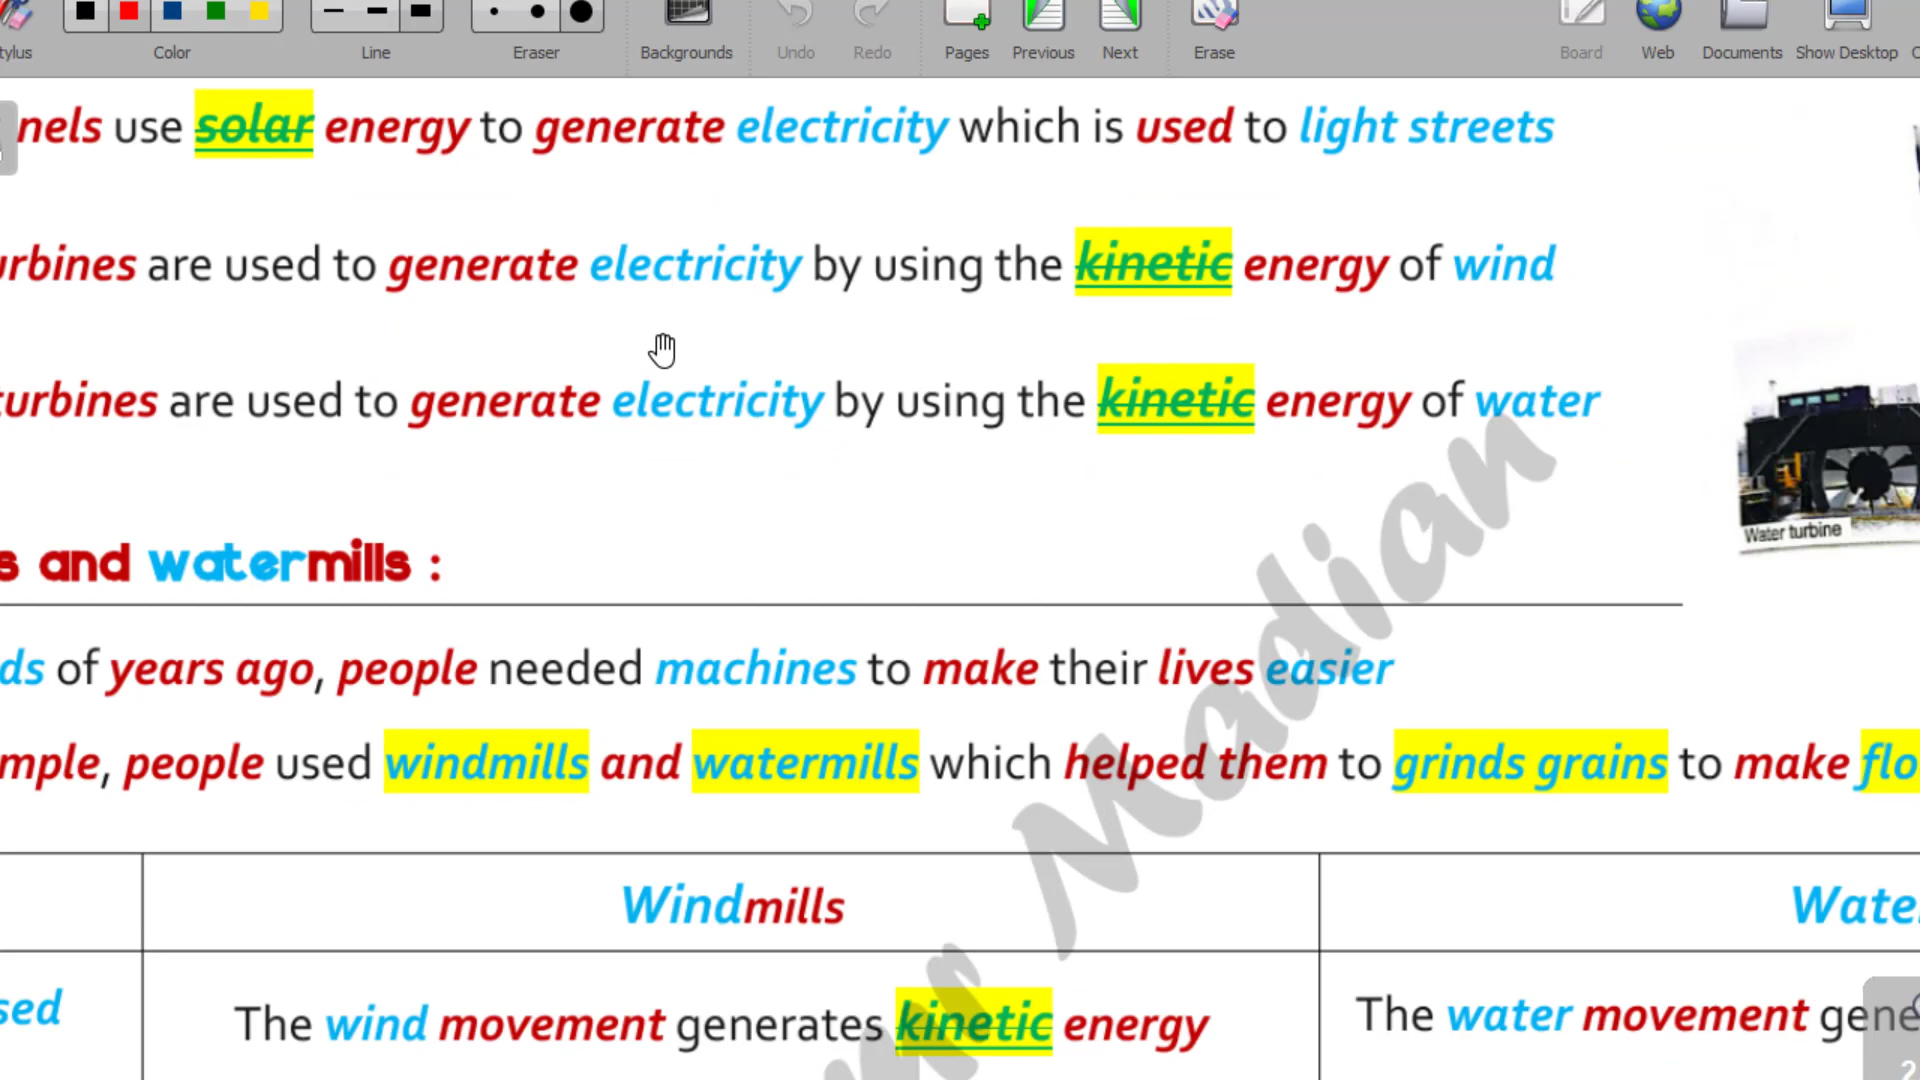 tylus Color Line Eraser Backgrounds Undo Redo Pages Previous Next Erase Board Web Documents Show Desktop
nels use solar energy to generate electricity which is used to light streets
urbines are used to generate electricity by using the kinetic energy of wind
turbines are used to generate electricity by using the kinetic energy of water
Water turbine
s and watermills :
ds of years ago, people needed machines to make their lives easier
mple, people used windmills and watermills which helped them to grinds grains to make flo
Windmills Wate
sed The wind movement generates kinetic energy The water movement gene
mr Madian
2